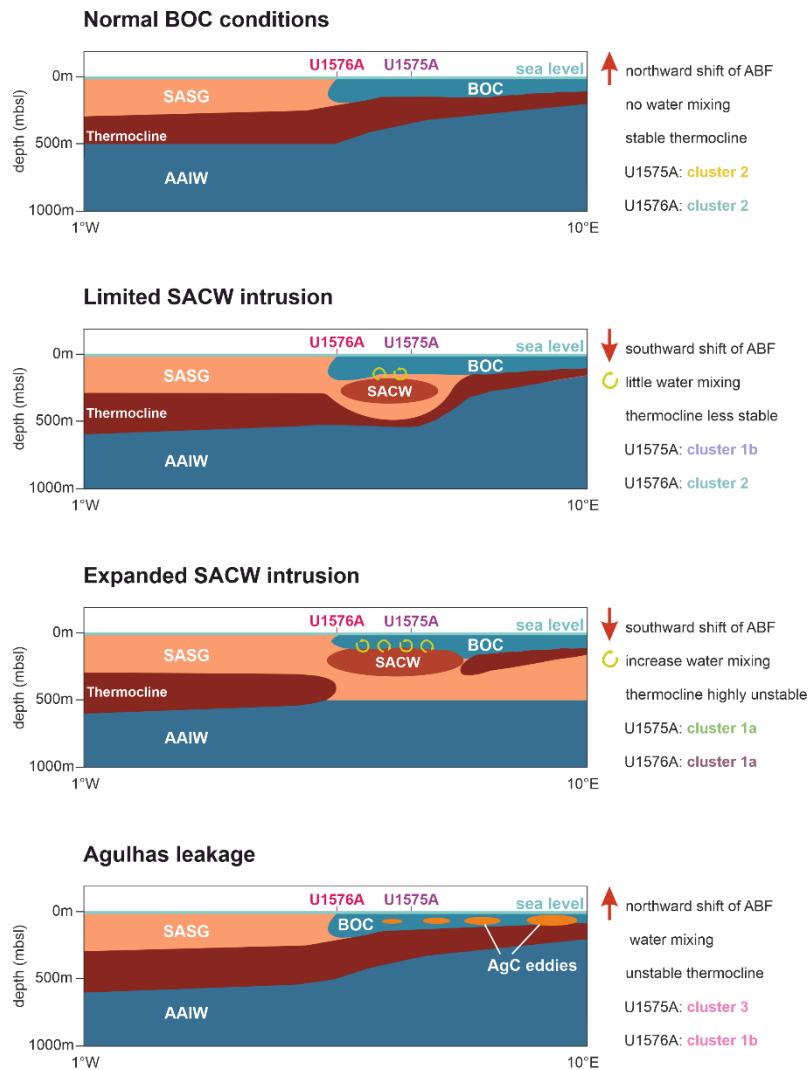 Normal BOC conditions
U1576A U1575A sea level
0m
SASG BOC
Thermocline
500m
AAIW
1000m
1°W 10°E
depth (mbsl)
northward shift of ABF
no water mixing
stable thermocline
U1575A: cluster 2
U1576A: cluster 2
Limited SACW intrusion
U1576A U1575A sea level
0m
SASG BOC
SACW
Thermocline
500m
AAIW
1000m
1°W 10°E
depth (mbsl)
southward shift of ABF
little water mixing
thermocline less stable
U1575A: cluster 1b
U1576A: cluster 2
Expanded SACW intrusion
U1576A U1575A sea level
0m
SASG BOC
SACW
Thermocline
500m
AAIW
1000m
1°W 10°E
depth (mbsl)
southward shift of ABF
increase water mixing
thermocline highly unstable
U1575A: cluster 1a
U1576A: cluster 1a
Agulhas leakage
U1576A U1575A sea level
0m
SASG BOC
AgC eddies
500m
AAIW
1000m
1°W 10°E
depth (mbsl)
northward shift of ABF
water mixing
unstable thermocline
U1575A: cluster 3
U1576A: cluster 1b